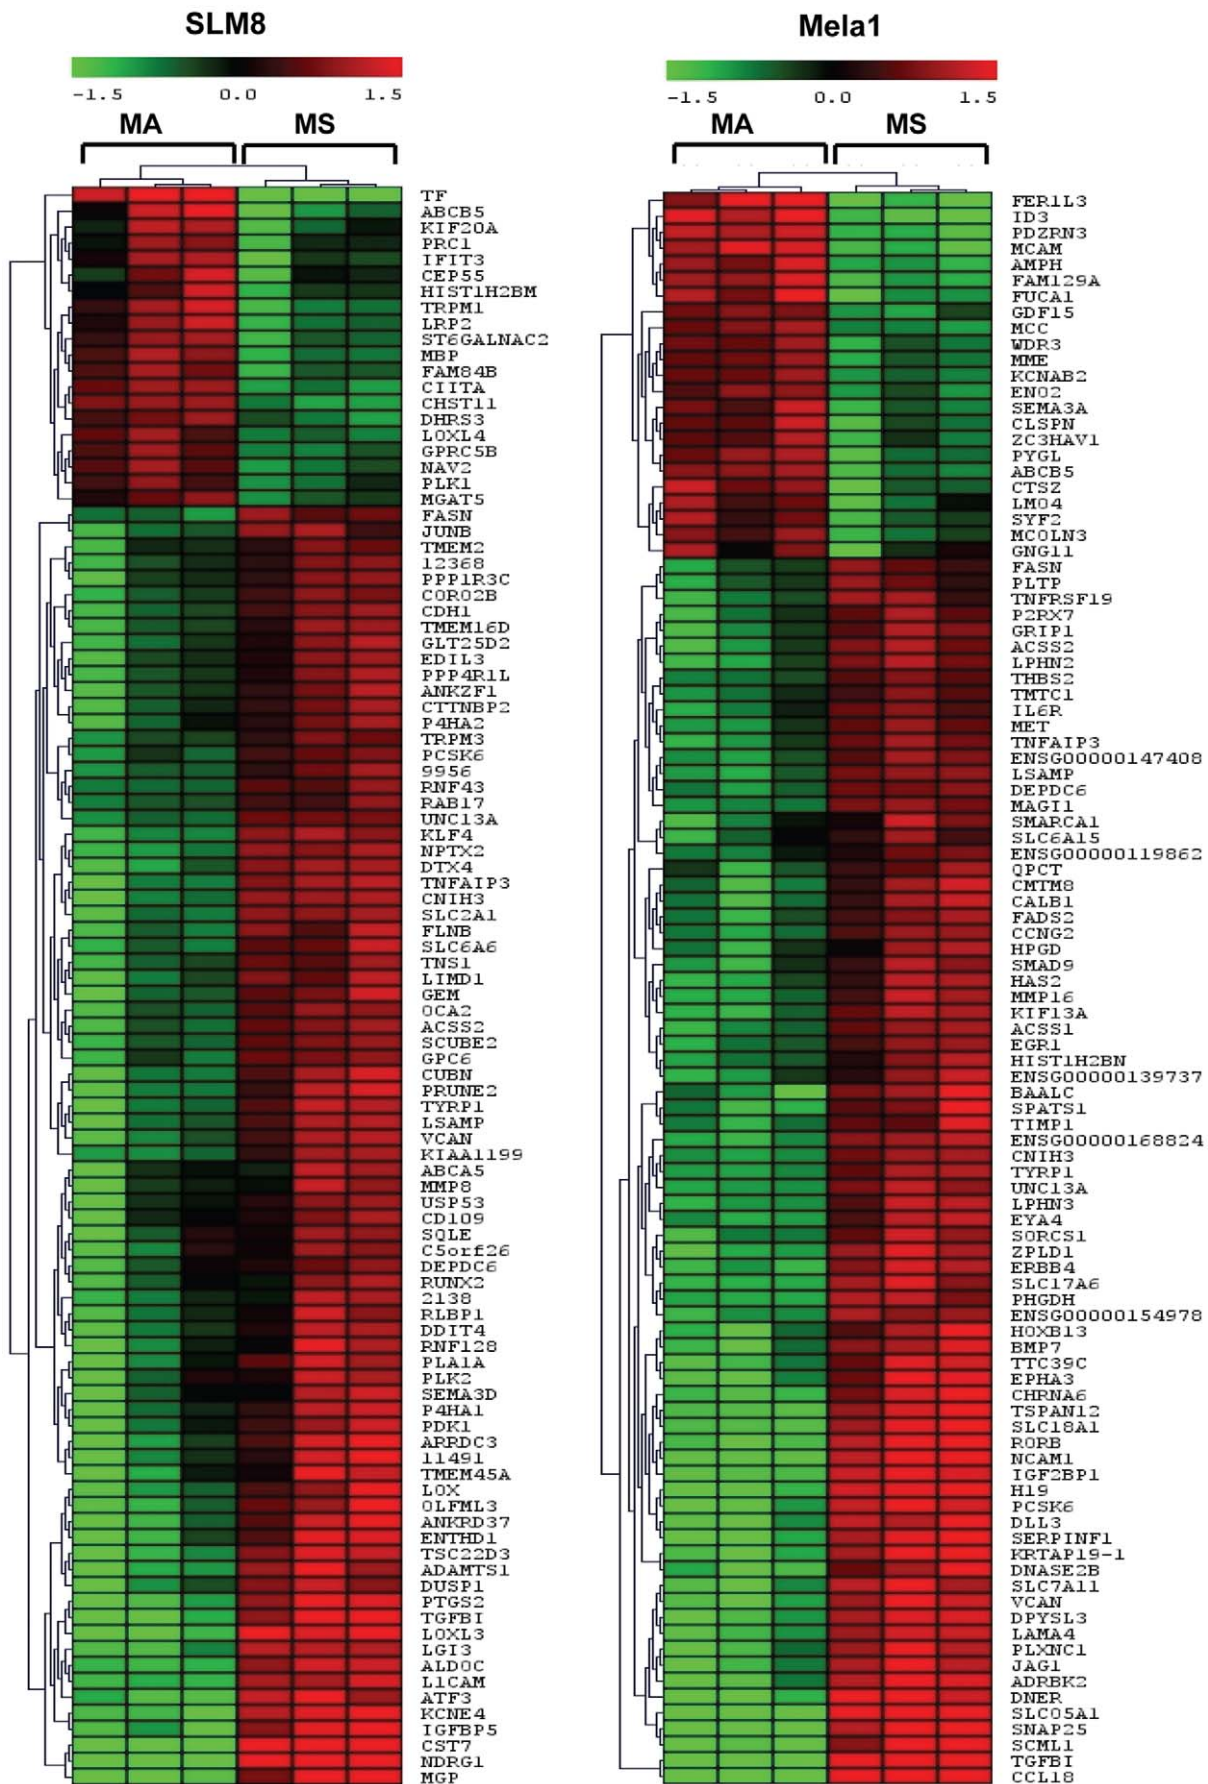 SLM8
-1.5 0.0 1.5
MA MS
TF
ABCB5
KIF20A
PRC1
IFIT3
CEP55
HIST1H2BM
TRPM1
LRP2
ST6GALNAC2
MBP
FAM84B
CIITA
CHST11
DHRS3
LOXL4
GPRC5B
NAV2
PLK1
MGAT5
FASN
JUNB
TMEM2
12368
PPP1R3C
CORO2B
CDH1
TMEM16D
GLT25D2
EDIL3
PPP4R1L
ANKZF1
CTTNBP2
P4HA2
TRPM3
PCSK6
9956
RNF43
RAB17
UNC13A
KLF4
NPTX2
DTX4
TNFAIP3
CNIH3
SLC2A1
FLNB
SLC6A6
TNS1
LIMD1
GEM
OCA2
ACSS2
SCUBE2
GPC6
CUBN
PRUNE2
TYRP1
LSAMP
VCAN
KIAA1199
ABCA5
MMP8
USP53
CD109
SQLE
C5orf26
DEPDC6
RUNX2
2138
RLBP1
DDIT4
RNF128
PLA1A
PLK2
SEMA3D
P4HA1
PDK1
ARRDC3
11491
TMEM45A
LOX
OLFML3
ANKRD37
ENTHD1
TSC22D3
ADAMTS1
DUSP1
PTGS2
TGFBI
LOXL3
LGI3
ALDOC
L1CAM
ATF3
KCNE4
IGFBP5
CST7
NDRG1
MGP
Mela1
-1.5 0.0 1.5
MA MS
FER1L3
ID3
PDZRN3
MCAM
AMPH
FAM129A
FUCA1
GDF15
MCC
WDR3
MME
KCNAB2
ENO2
SEMA3A
CLSPN
ZC3HAV1
PYGL
ABCB5
CTSZ
LMO4
SYF2
MCOLN3
GNG11
FASN
PLTP
TNFRSF19
P2RX7
GRIP1
ACSS2
LPHN2
THBS2
TMTC1
IL6R
MET
TNFAIP3
ENSG00000147408
LSAMP
DEPDC6
MAGI1
SMARCA1
SLC6A15
ENSG00000119862
QPCT
CMTM8
CALB1
FADS2
CCNG2
HPGD
SMAD9
HAS2
MMP16
KIF13A
ACSS1
EGR1
HIST1H2BN
ENSG00000139737
BAALC
SPATS1
TIMP1
ENSG00000168824
CNIH3
TYRP1
UNC13A
LPHN3
EYA4
SORCS1
ZPLD1
ERBB4
SLC17A6
PHGDH
ENSG00000154978
HOXB13
BMP7
TTC39C
EPHA3
CHRNA6
TSPAN12
SLC18A1
RORB
NCAM1
IGF2BP1
H19
PCSK6
DLL3
SERPINF1
KRTAP19-1
DNASE2B
SLC7A11
VCAN
DPYSL3
LAMA4
PLXNC1
JAG1
ADRBK2
DNER
SLCO5A1
SNAP25
SCML1
TGFBI
CCL18